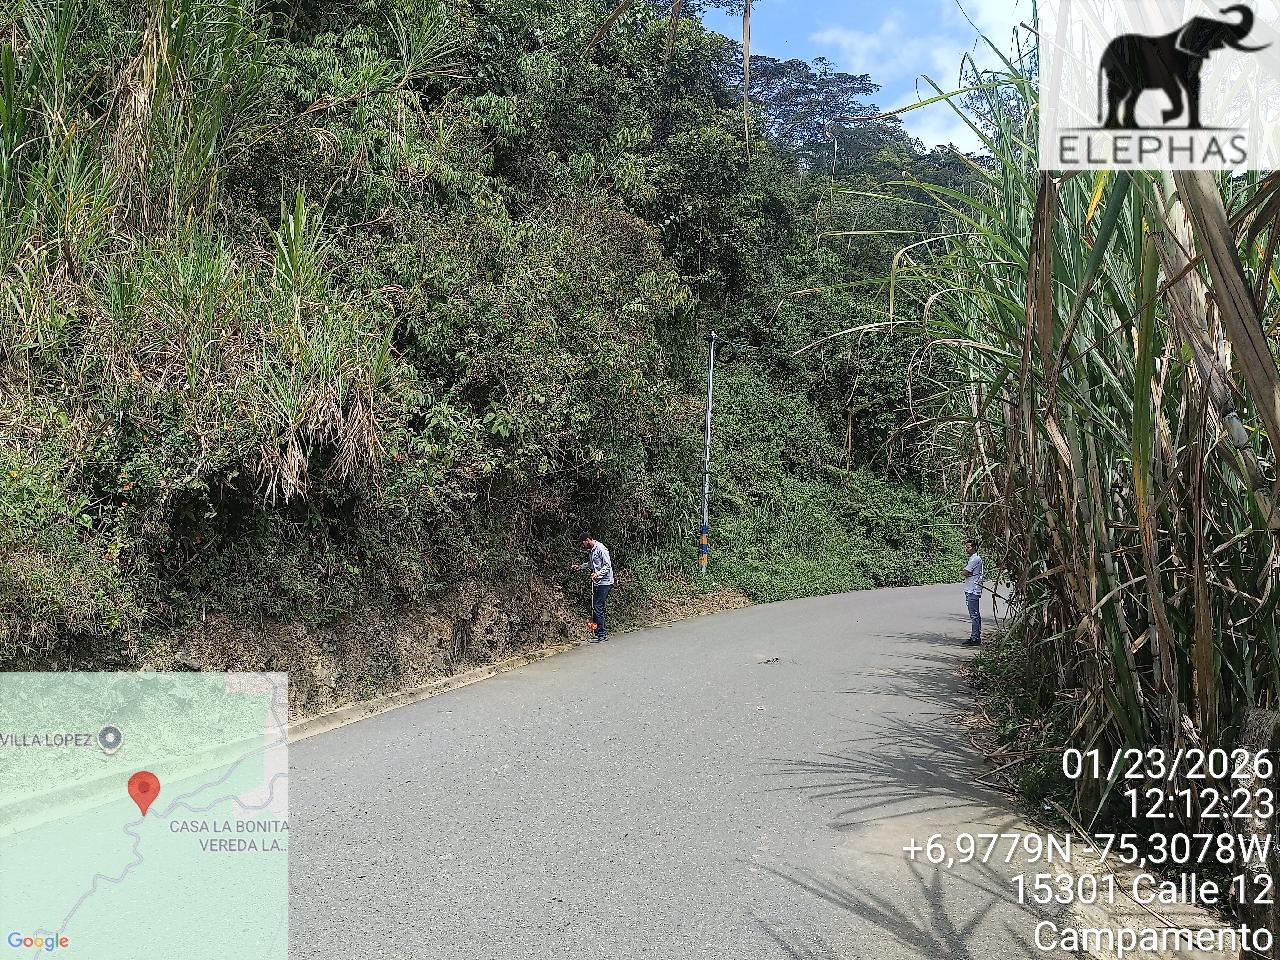 ELEPHAS
VILLA LOPEZ
CASA LA BONITA
VEREDA LA..
Google
01/23/2026
12:12:23
+6,9779N -75,3078W
15301 Calle 12
Campamento